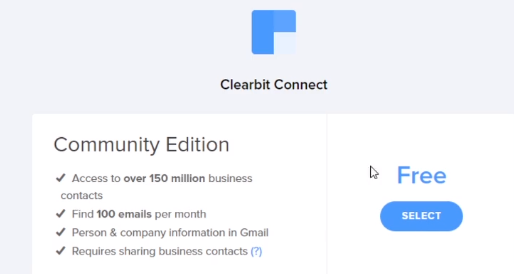 Clearbit Connect
Community Edition
✔ Access to over 150 million business
contacts
✔ Find 100 emails per month
✔ Person & company information in Gmail
✔ Requires sharing business contacts (?)
Free
SELECT